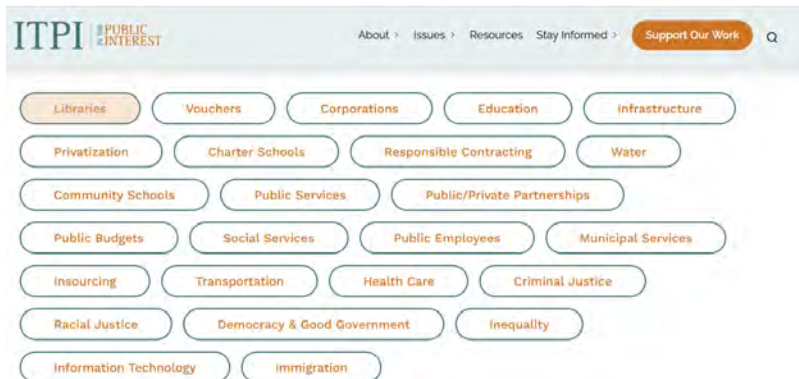 ITPI IN THE PUBLIC INTEREST
About > Issues > Resources Stay Informed > Support Our Work
Libraries Vouchers Corporations Education Infrastructure
Privatization Charter Schools Responsible Contracting Water
Community Schools Public Services Public/Private Partnerships
Public Budgets Social Services Public Employees Municipal Services
Insourcing Transportation Health Care Criminal Justice
Racial Justice Democracy & Good Government Inequality
Information Technology Immigration